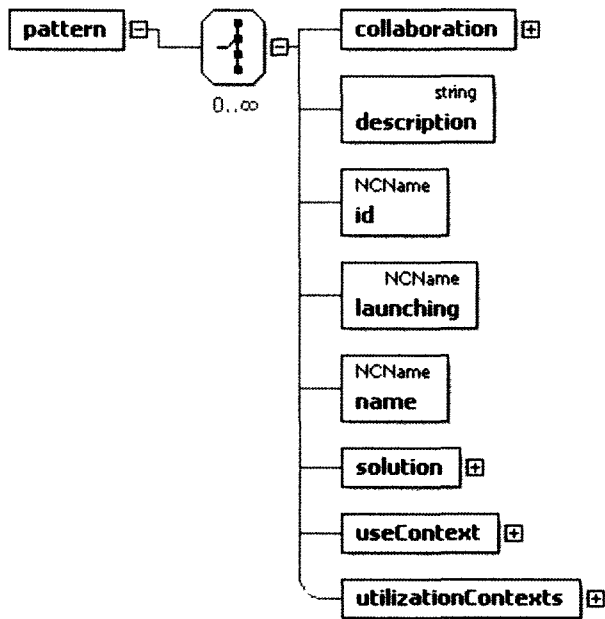 pattern
0..∞
collaboration
string
description
NCName
id
NCName
launching
NCName
name
solution
useContext
utilizationContexts